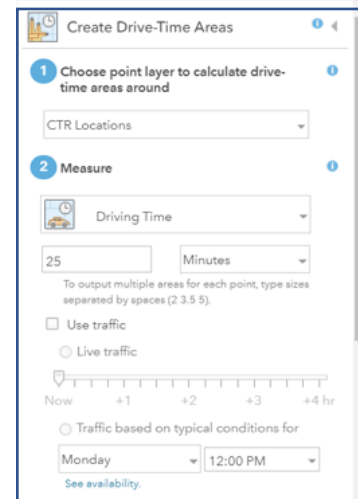 Create Drive-Time Areas
1 Choose point layer to calculate drive-
time areas around
CTR Locations
2 Measure
Driving Time
25 Minutes
To output multiple areas for each point, type sizes
separated by spaces (2 3.5 5).
Use traffic
Live traffic
Now +1 +2 +3 +4 hr
Traffic based on typical conditions for
Monday 12:00 PM
See availability.